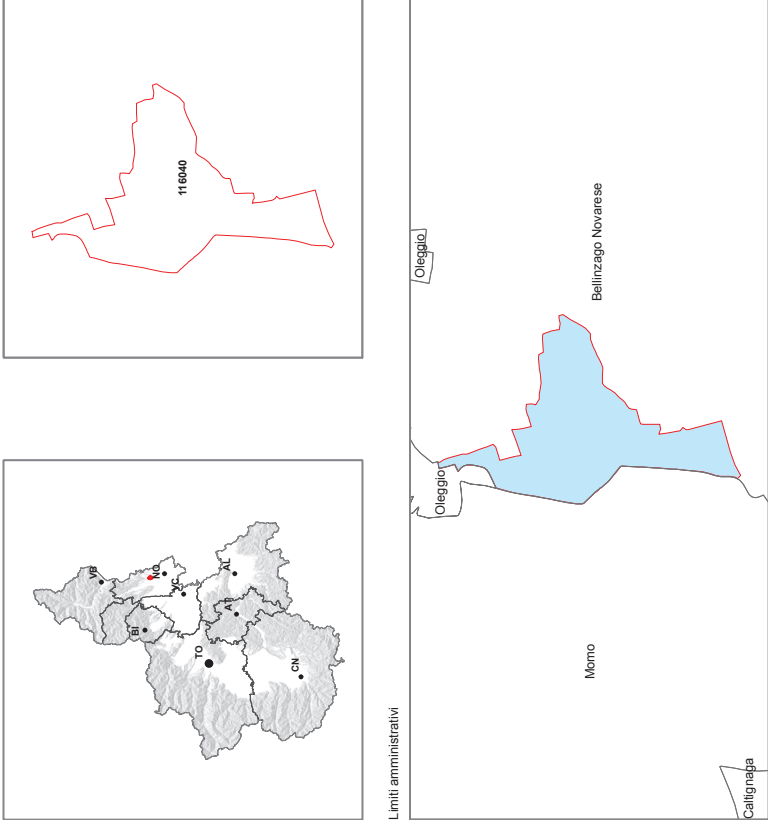 116040
VB
NO
BI
VC
TO
AL
AT
CN
Limiti amministrativi
Oleggio
Bellinzago Novarese
Oleggio
Momo
Caltignaga